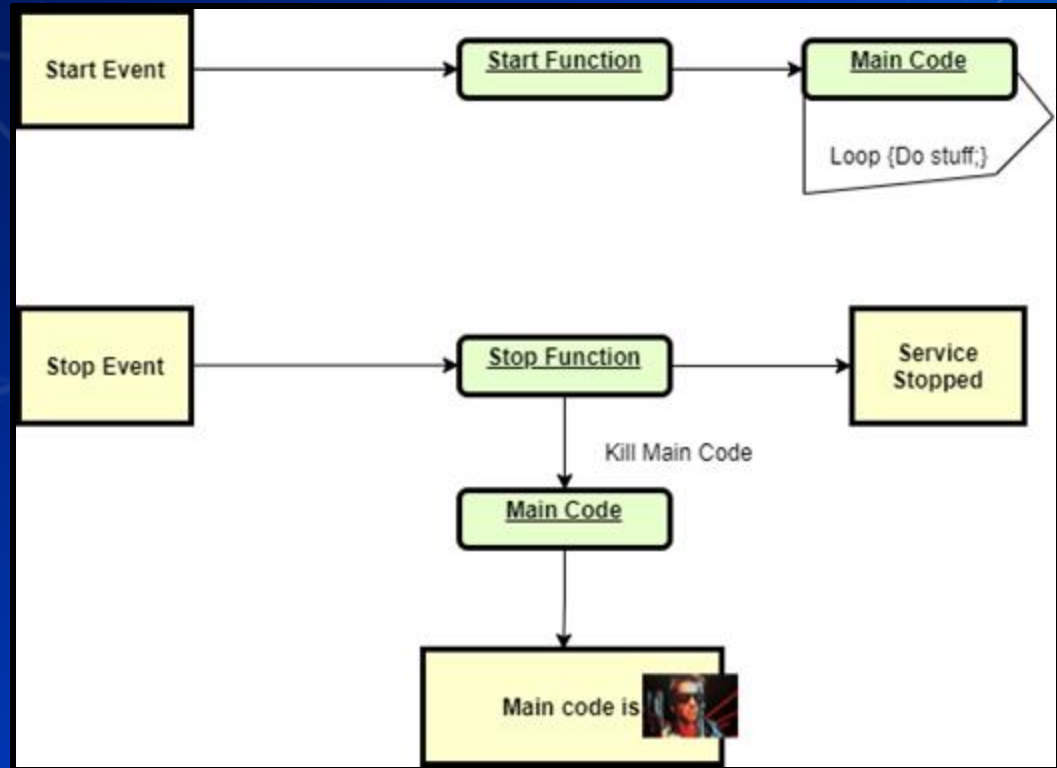 Start Event
Start Function
Main Code
Loop {Do stuff;}
Stop Event
Stop Function
Service
Stopped
Kill Main Code
Main Code
Main code is